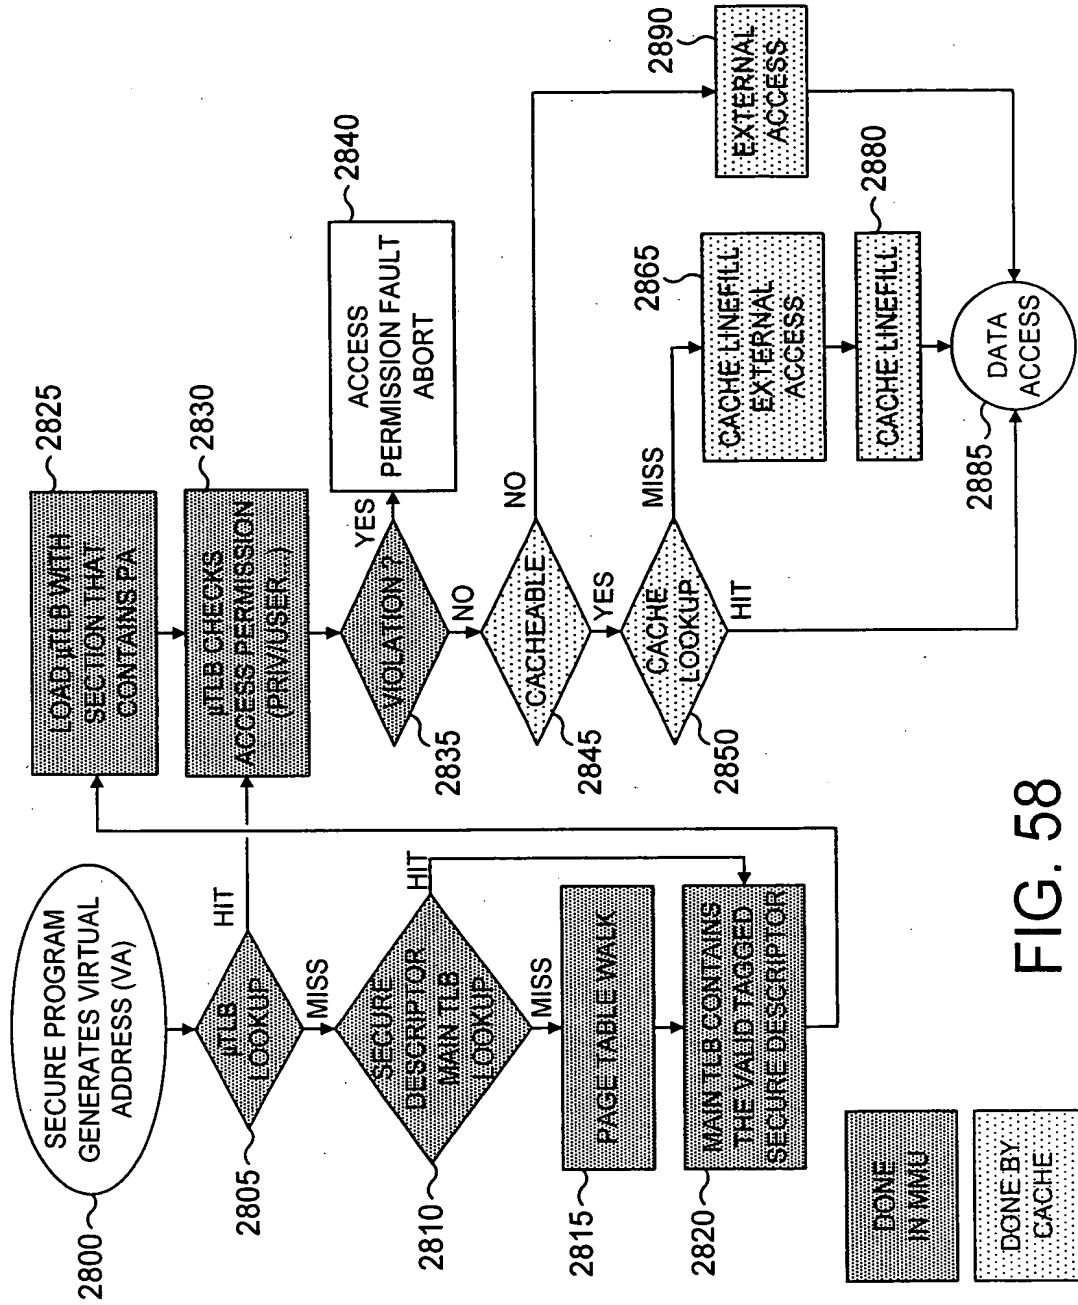 SECURE PROGRAM
GENERATES VIRTUAL
ADDRESS (VA)
2800
µTLB
LOOKUP
2805
HIT
MISS
SECURE
DESCRIPTOR
MAIN TLB
LOOKUP
2810
HIT
MISS
PAGE TABLE WALK
2815
MAIN TLB CONTAINS
THE VALID TAGGED
SECURE DESCRIPTOR
2820
LOAD µTLB WITH
SECTION THAT
CONTAINS PA
2825
µTLB CHECKS
ACCESS PERMISSION
(PRIV/USER...)
2830
VIOLATION ?
2835
YES
NO
ACCESS
PERMISSION FAULT
ABORT
2840
CACHEABLE
2845
NO
YES
CACHE
LOOKUP
2850
MISS
HIT
CACHE LINEFILL
EXTERNAL
ACCESS
2865
CACHE LINEFILL
2880
EXTERNAL
ACCESS
2890
DATA
ACCESS
2885
DONE
IN MMU
DONE BY
CACHE
FIG. 58